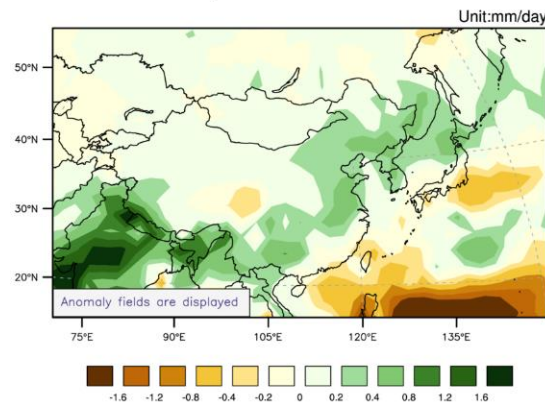 Unit:mm/day
50°N
40°N
30°N
20°N
Anomaly fields are displayed
75°E 90°E 105°E 120°E 135°E
-1.6 -1.2 -0.8 -0.4 -0.2 0 0.2 0.4 0.8 1.2 1.6